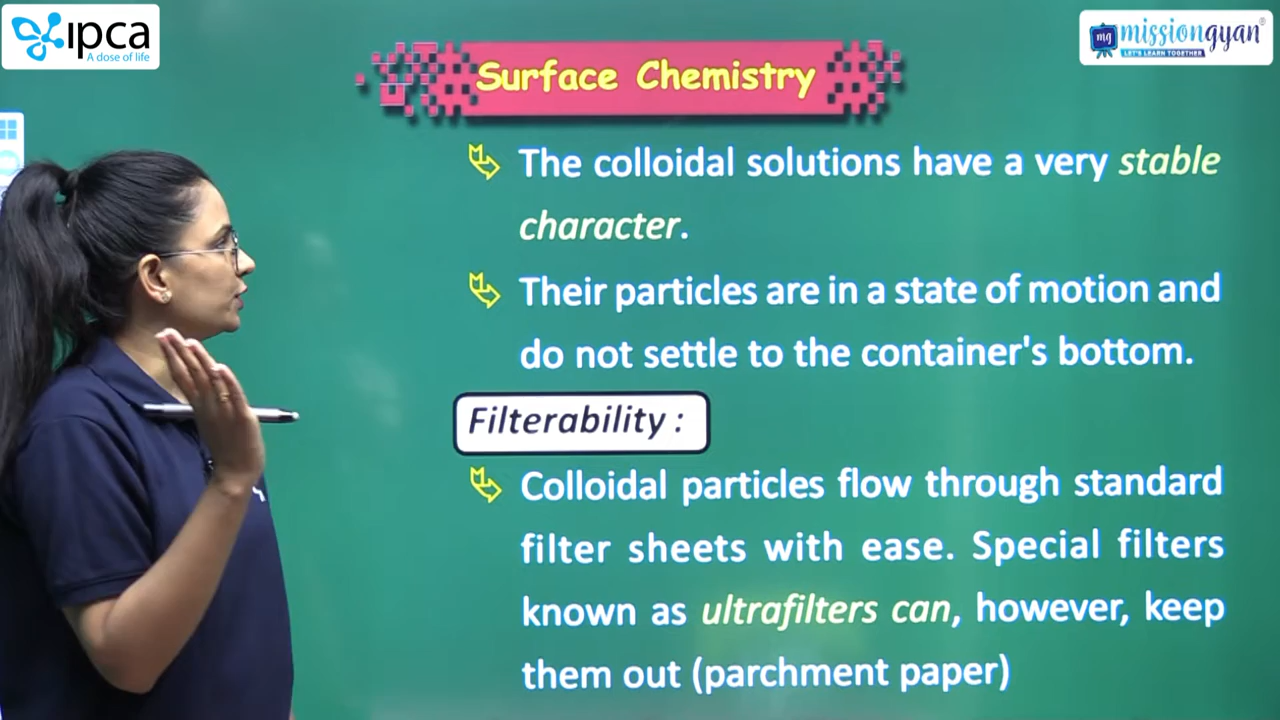 ipca
A dose of life
mg missiongyan®
LET'S LEARN TOGETHER
Surface Chemistry
The colloidal solutions have a very stable
character.
Their particles are in a state of motion and
do not settle to the container's bottom.
Filterability :
Colloidal particles flow through standard
filter sheets with ease. Special filters
known as ultrafilters can, however, keep
them out (parchment paper)